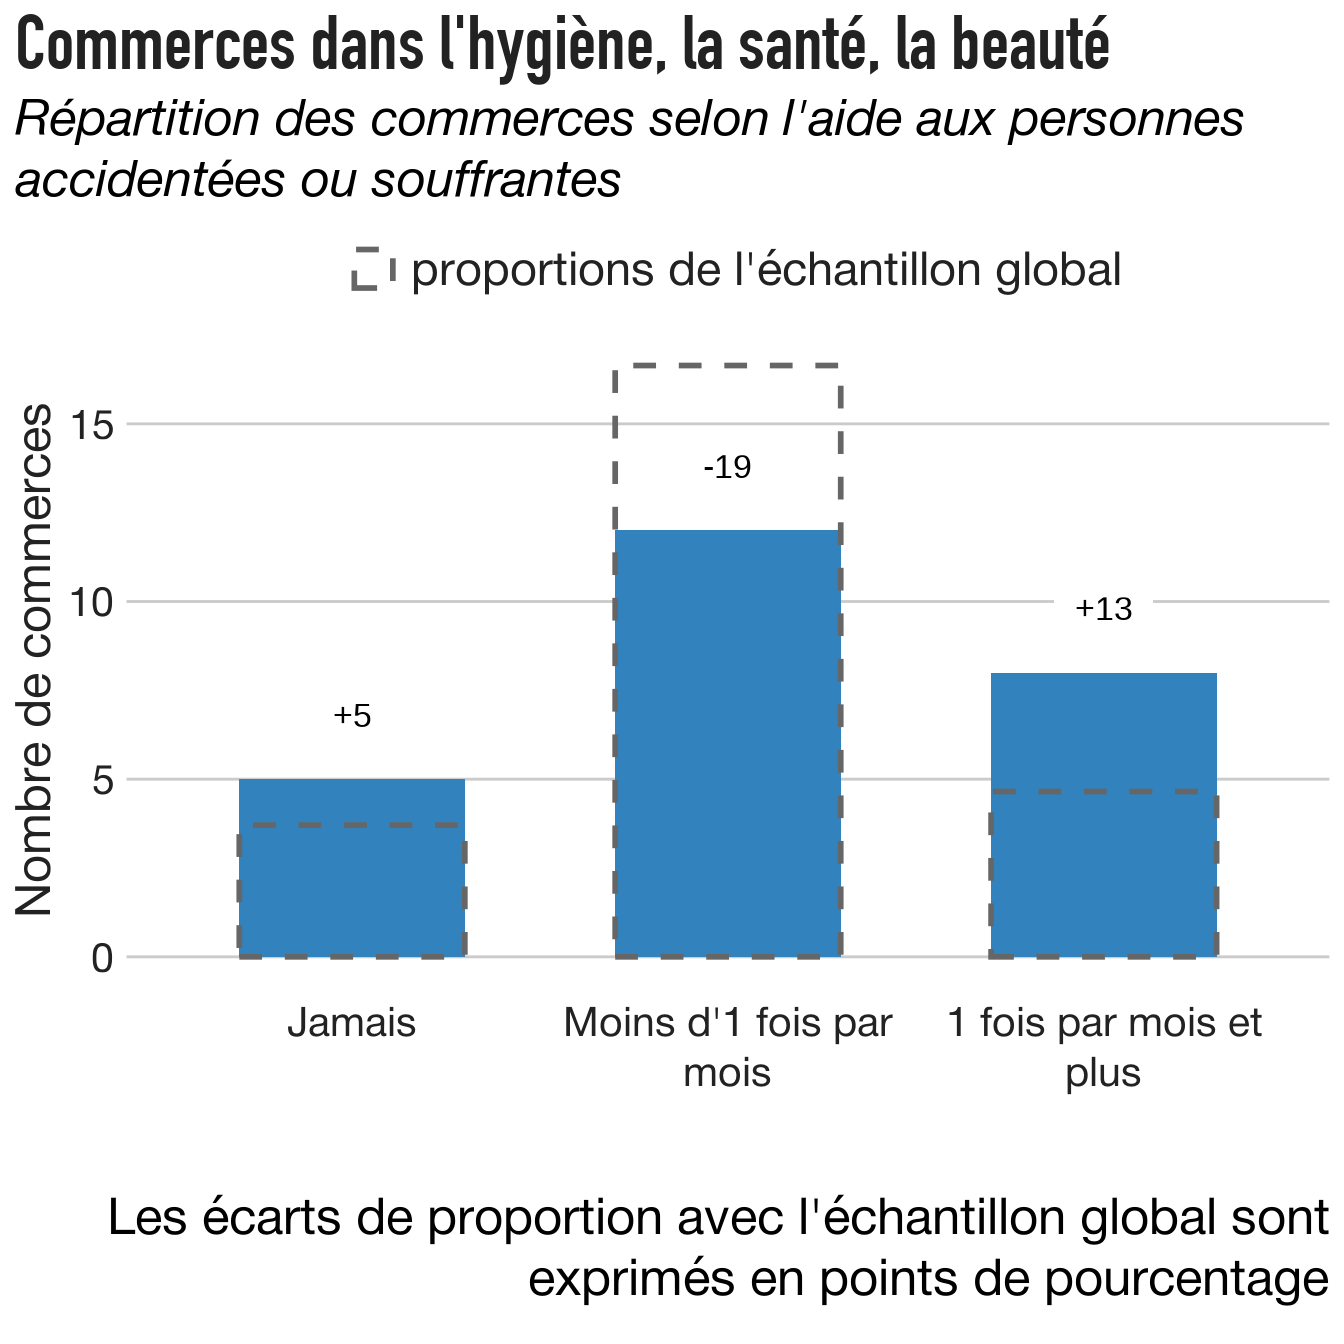 Commerces dans l'hygiène, la santé, la beauté
Répartition des commerces selon l'aide aux personnes
accidentées ou souffrantes
proportions de l'échantillon global
Nombre de commerces
15
10
5
0
+5
-19
+13
Jamais
Moins d'1 fois par
mois
1 fois par mois et
plus
Les écarts de proportion avec l'échantillon global sont
exprimés en points de pourcentage